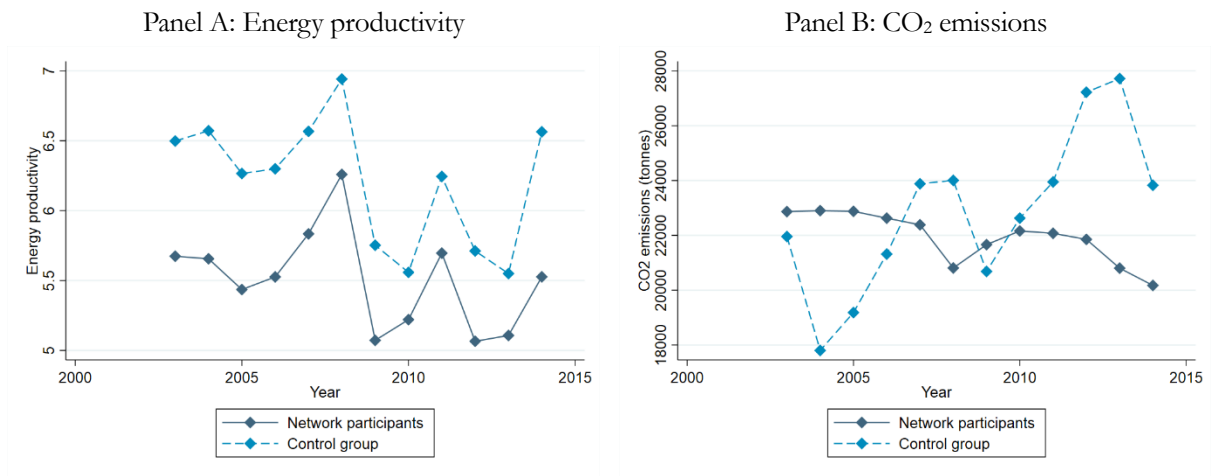 Panel A: Energy productivity
Energy productivity
7
6.5
6
5.5
5
2000 2005 2010 2015
Year
Network participants
Control group
Panel B: CO₂ emissions
CO2 emissions (tonnes)
28000
26000
24000
22000
20000
18000
2000 2005 2010 2015
Year
Network participants
Control group